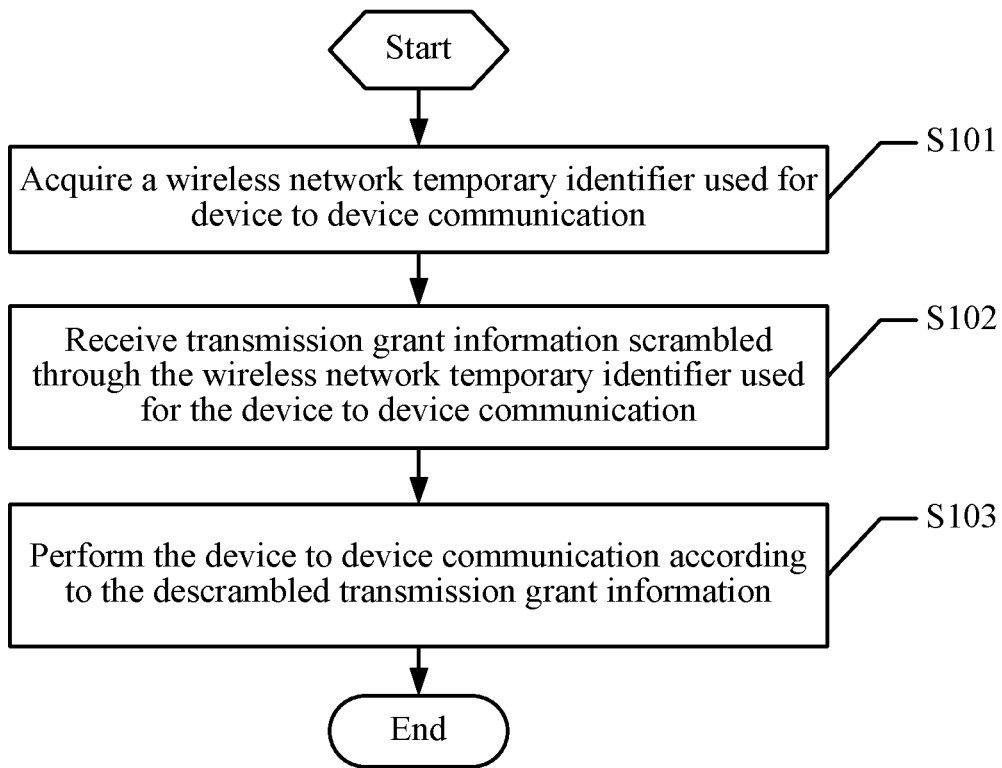 Start
S101
Acquire a wireless network temporary identifier used for
device to device communication
S102
Receive transmission grant information scrambled
through the wireless network temporary identifier used
for the device to device communication
S103
Perform the device to device communication according
to the descrambled transmission grant information
End